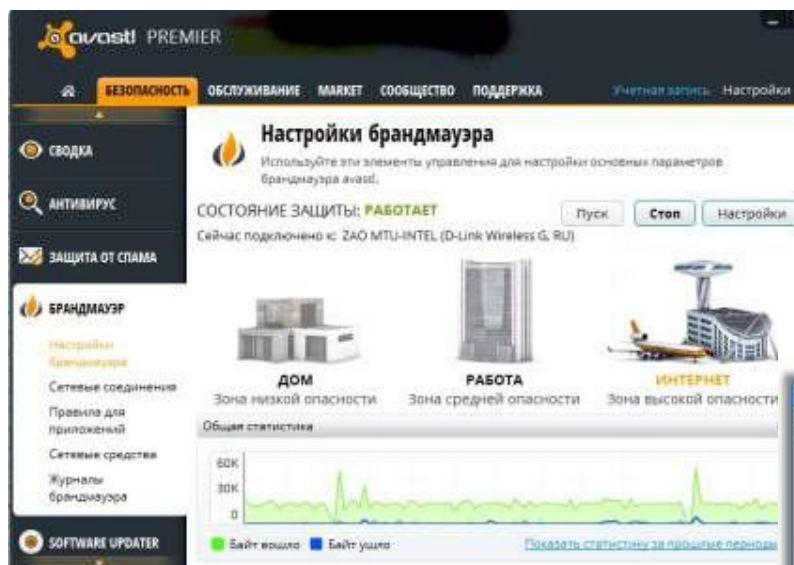 avast! PREMIER
БЕЗОПАСНОСТЬ ОБСЛУЖИВАНИЕ MARKET СООБЩЕСТВО ПОДДЕРЖКА Учетная запись Настройки
СВОДКА
АНТИВИРУС
ЗАЩИТА ОТ СПАМА
БРАНДМАУЭР
Настройки
брандмауэра
Сетевые соединения
Правила для
приложений
Сетевые средства
Журналы
брандмауэра
SOFTWARE UPDATER
Настройки брандмауэра
Используйте эти элементы управления для настройки основных параметров
брандмауэра avast!.
СОСТОЯНИЕ ЗАЩИТЫ: РАБОТАЕТ
Пуск Стоп Настройки
Сейчас подключено к: ZAO MTU-INTEL (D-Link Wireless G, RU)
ДОМ РАБОТА ИНТЕРНЕТ
Зона низкой опасности Зона средней опасности Зона высокой опасности
Общая статистика
60K
30K
0
Байт вошло Байт ушло Показать статистику за прошлые периоды